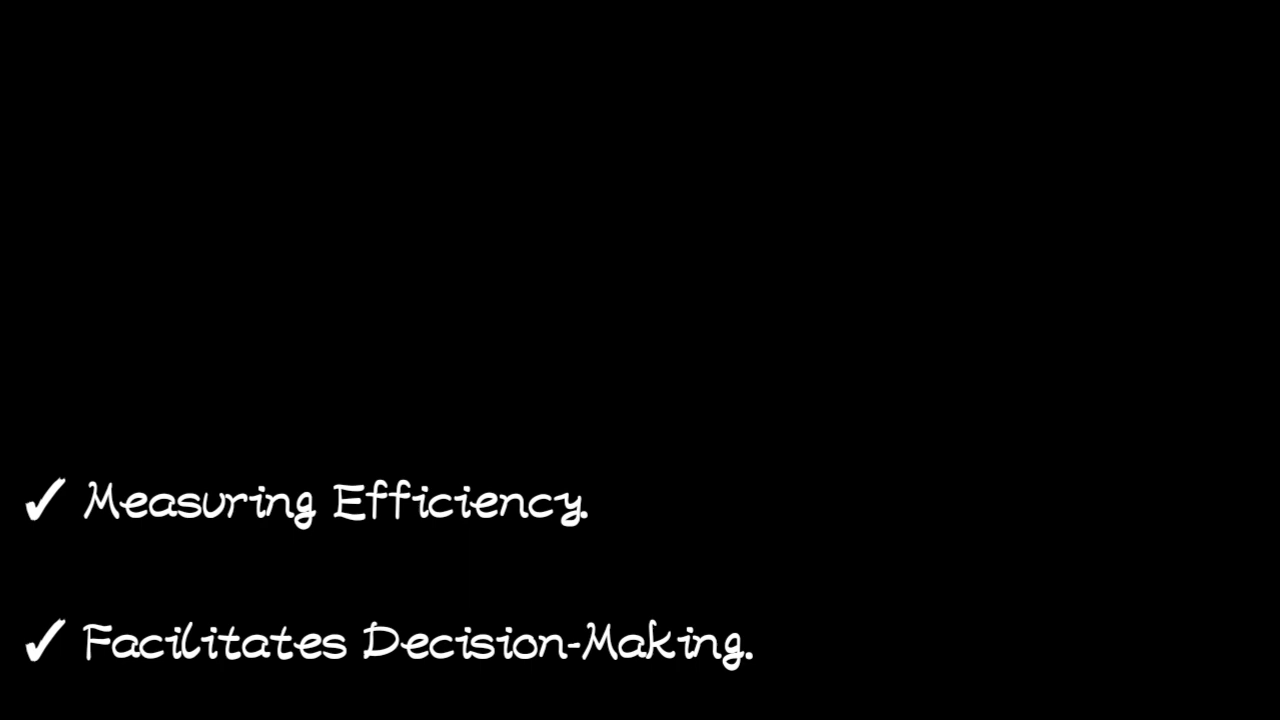 ✓ Measuring Efficiency.
✓ Facilitates Decision-Making.